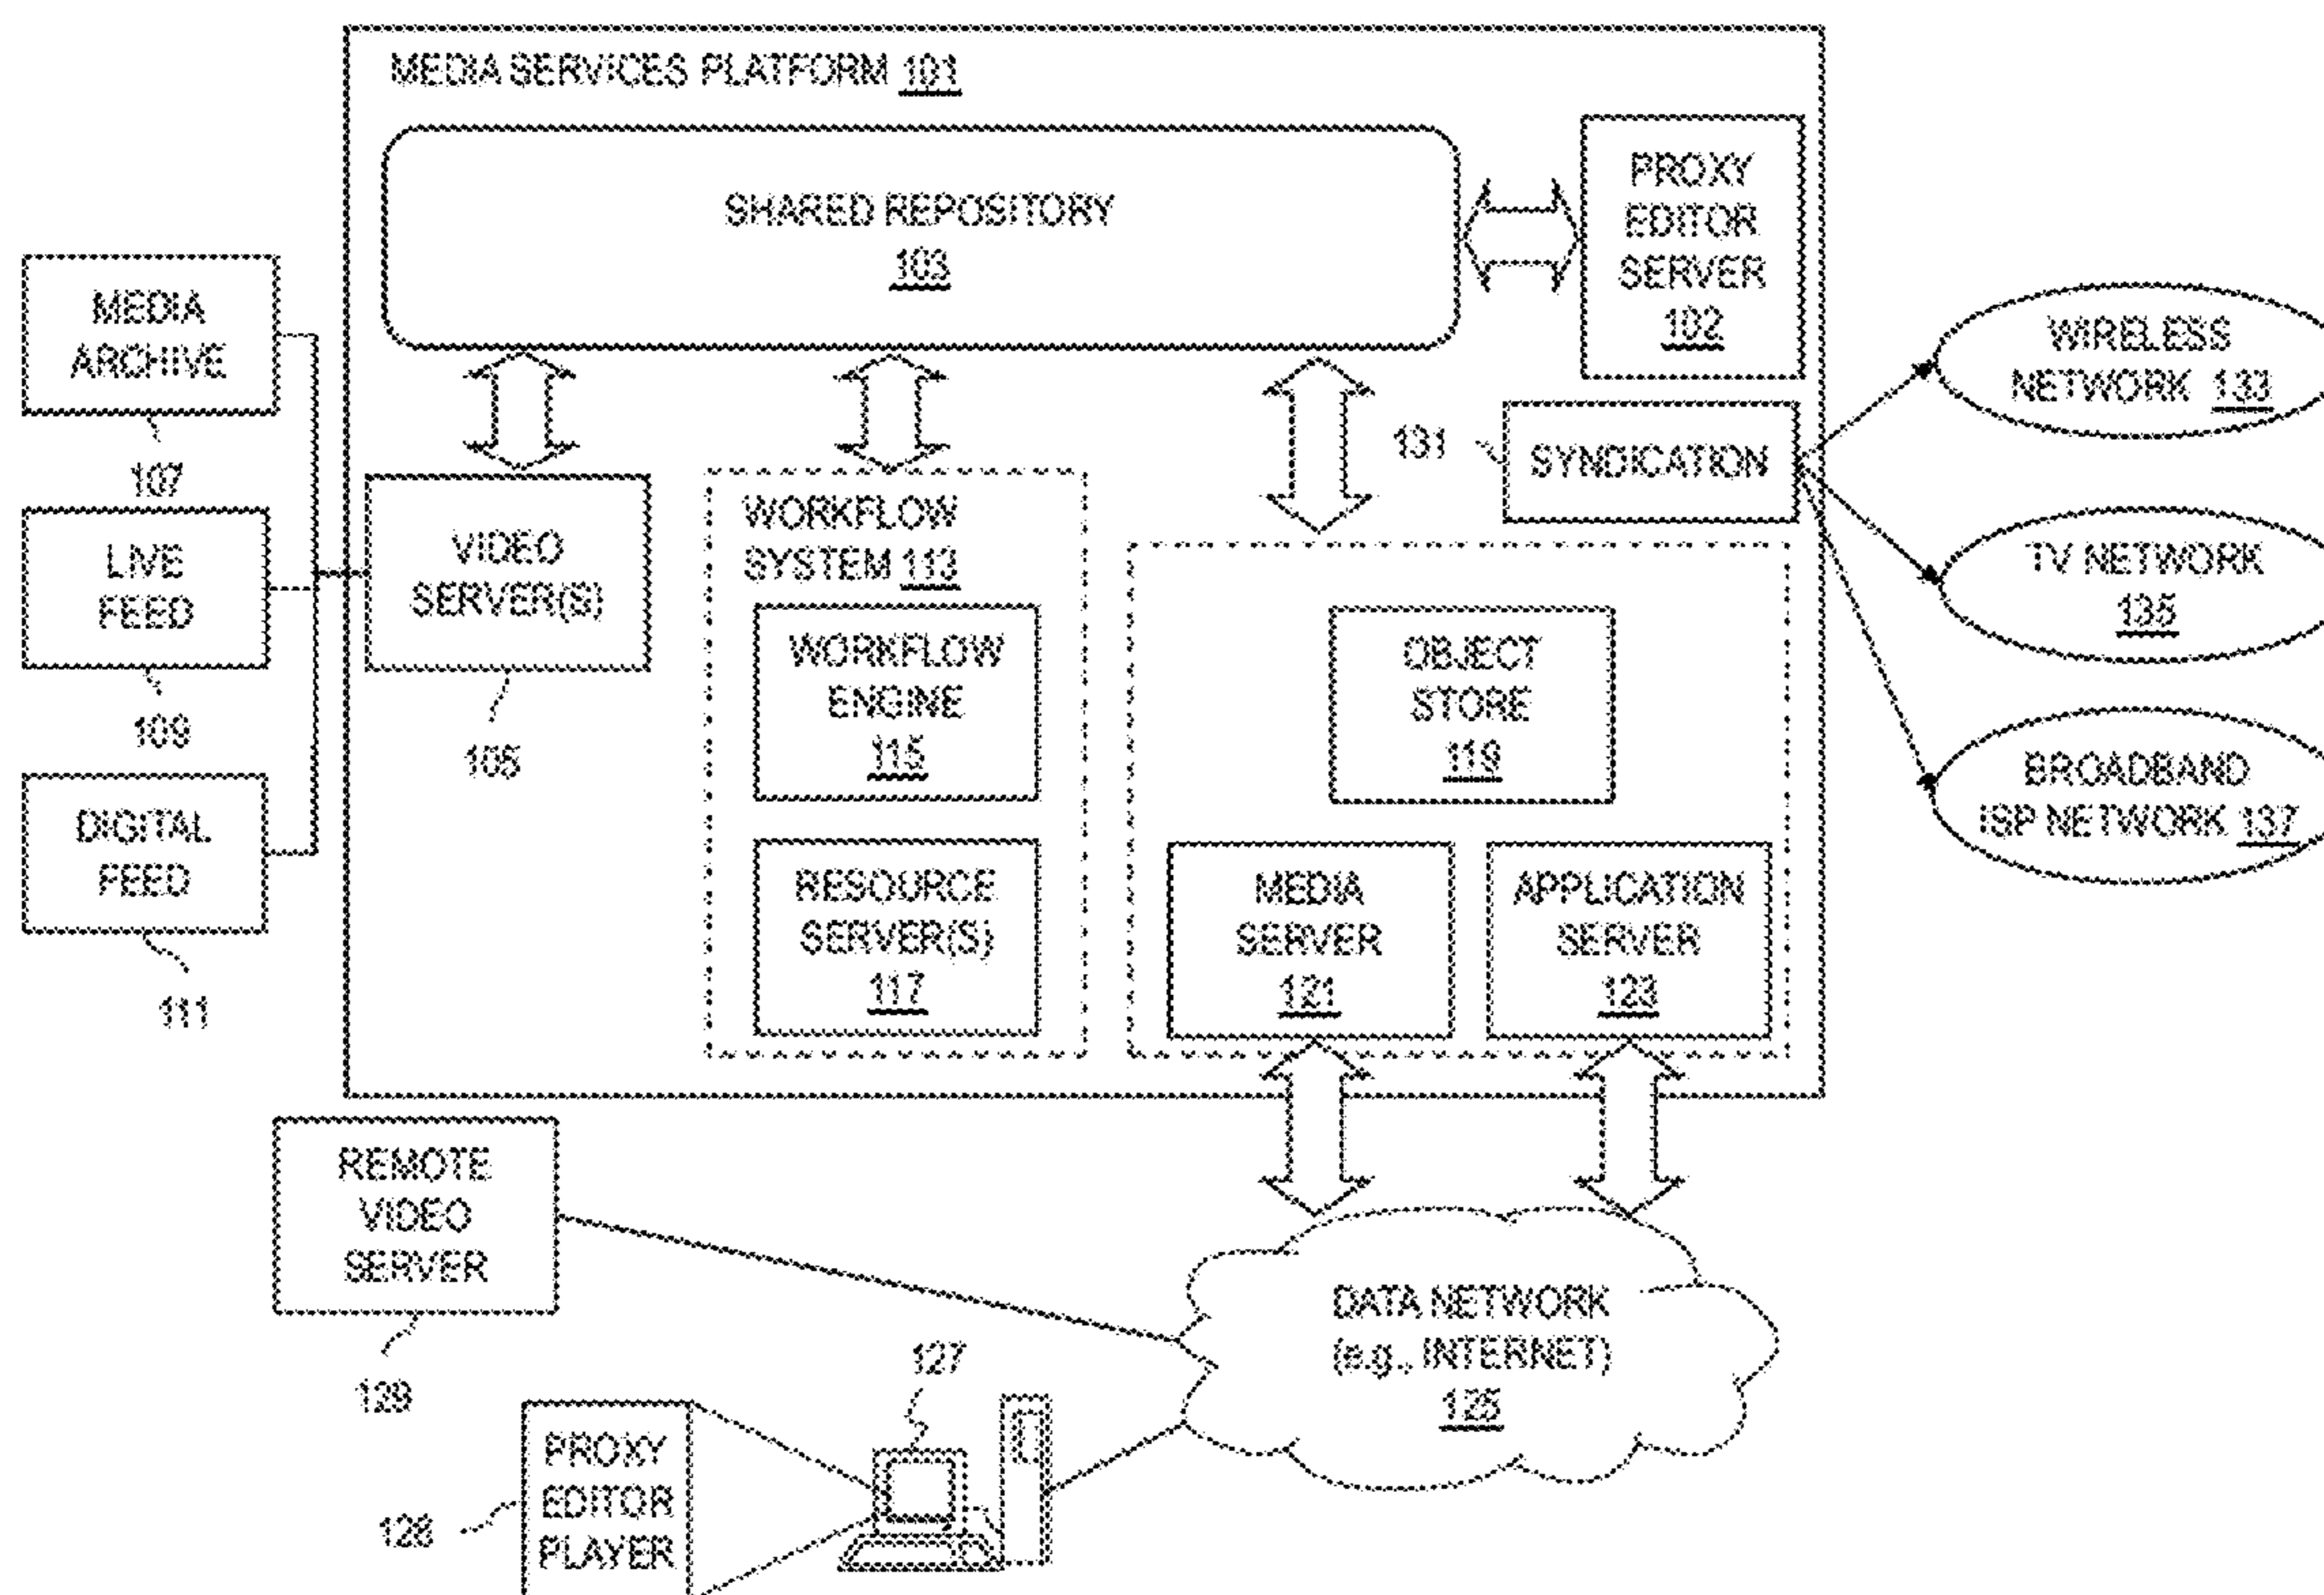 MEDIA SERVICES PLATFORM 101
SHARED REPOSITORY
103
PROXY
EDITOR
SERVER
102
MEDIA
ARCHIVE
107
LIVE
FEED
109
DIGITAL
FEED
111
VIDEO
SERVER(S)
105
WORKFLOW
SYSTEM 113
WORKFLOW
ENGINE
115
RESOURCE
SERVER(S)
117
131
SYNDICATION
OBJECT
STORE
119
MEDIA
SERVER
121
APPLICATION
SERVER
123
WIRELESS
NETWORK 133
TV NETWORK
135
BROADBAND
ISP NETWORK 137
REMOTE
VIDEO
SERVER
129
DATA NETWORK
(e.g., INTERNET)
125
127
PROXY
EDITOR
PLAYER
128